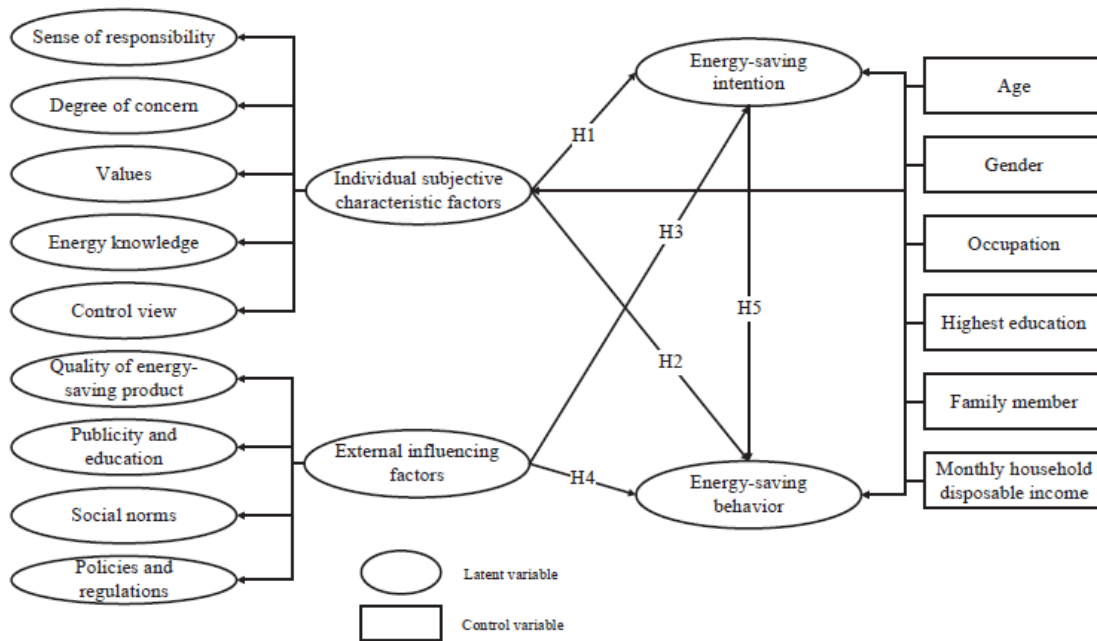 Sense of responsibility
Degree of concern
Values
Energy knowledge
Control view
Quality of energy-
saving product
Publicity and
education
Social norms
Policies and
regulations
Individual subjective
characteristic factors
External influencing
factors
H1
H3
H5
H2
H4
Energy-saving
intention
Energy-saving
behavior
Age
Gender
Occupation
Highest education
Family member
Monthly household
disposable income
Latent variable
Control variable